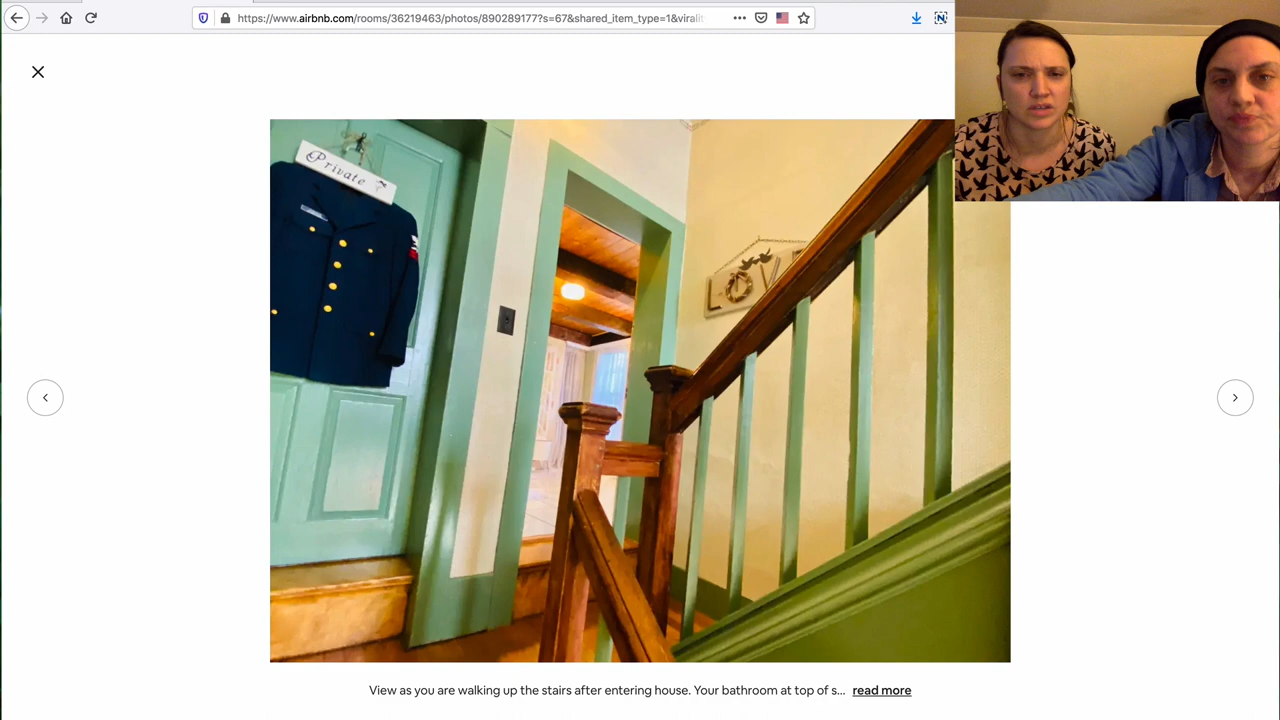 https://www.airbnb.com/rooms/36219463/photos/890289177?s=67&shared_item_type=1&virali
Private
LOVE
View as you are walking up the stairs after entering house. Your bathroom at top of s... read more